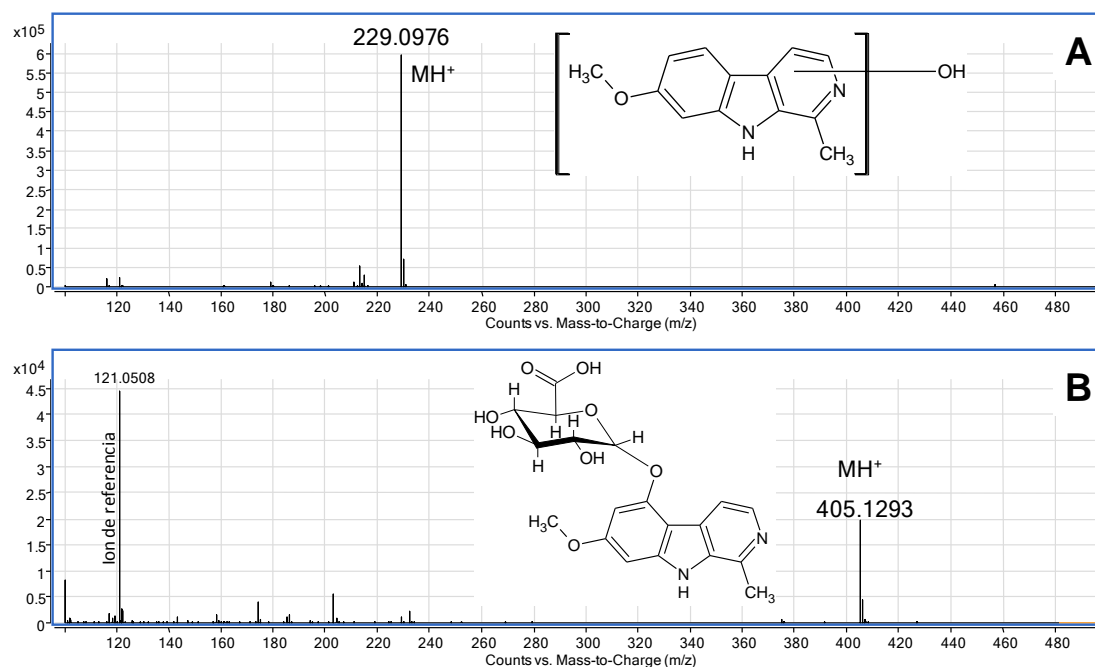 x10⁵
229.0976
MH⁺
A
6
5.5
5
4.5
4
3.5
3
2.5
2
1.5
1
0.5
0
H₃C
O
N
H
N
CH₃
OH
120 140 160 180 200 220 240 260 280 300 320 340 360 380 400 420 440 460 480
Counts vs. Mass-to-Charge (m/z)
x10⁴
121.0508
Ion de referencia
B
4.5
4
3.5
3
2.5
2
1.5
1
0.5
0
O
OH
H
O
HO
H
H
HO
H
H
OH
O
H₃C
O
N
H
N
CH₃
MH⁺
405.1293
120 140 160 180 200 220 240 260 280 300 320 340 360 380 400 420 440 460 480
Counts vs. Mass-to-Charge (m/z)